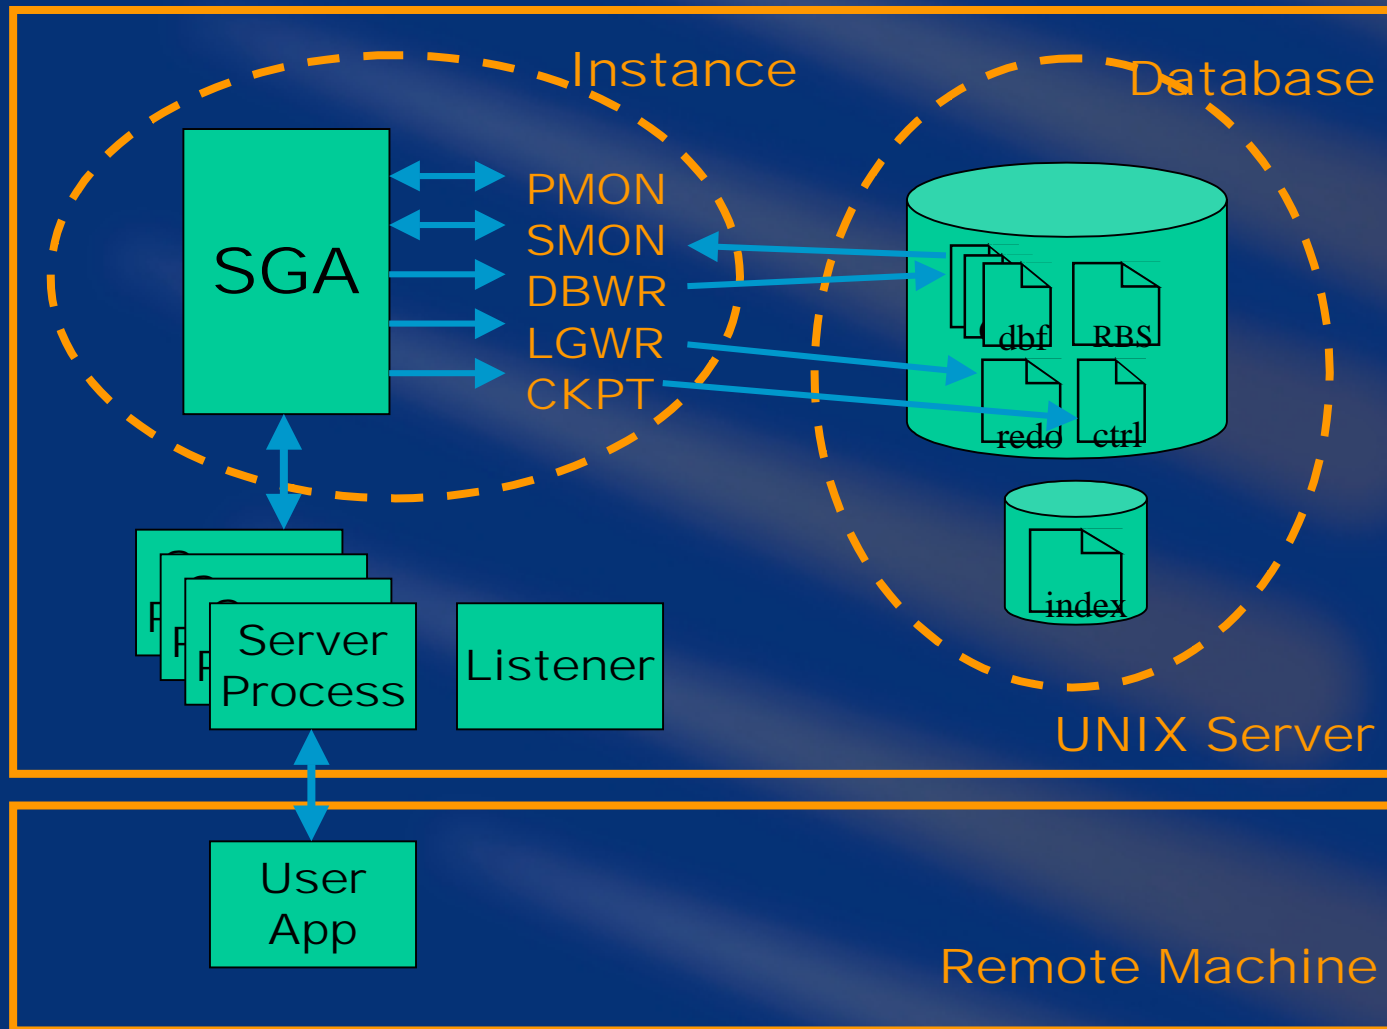 Instance
Database
SGA
PMON
SMON
DBWR
LGWR
CKPT
dbf
RBS
redo
ctrl
index
Server
Process
Listener
UNIX Server
User
App
Remote Machine